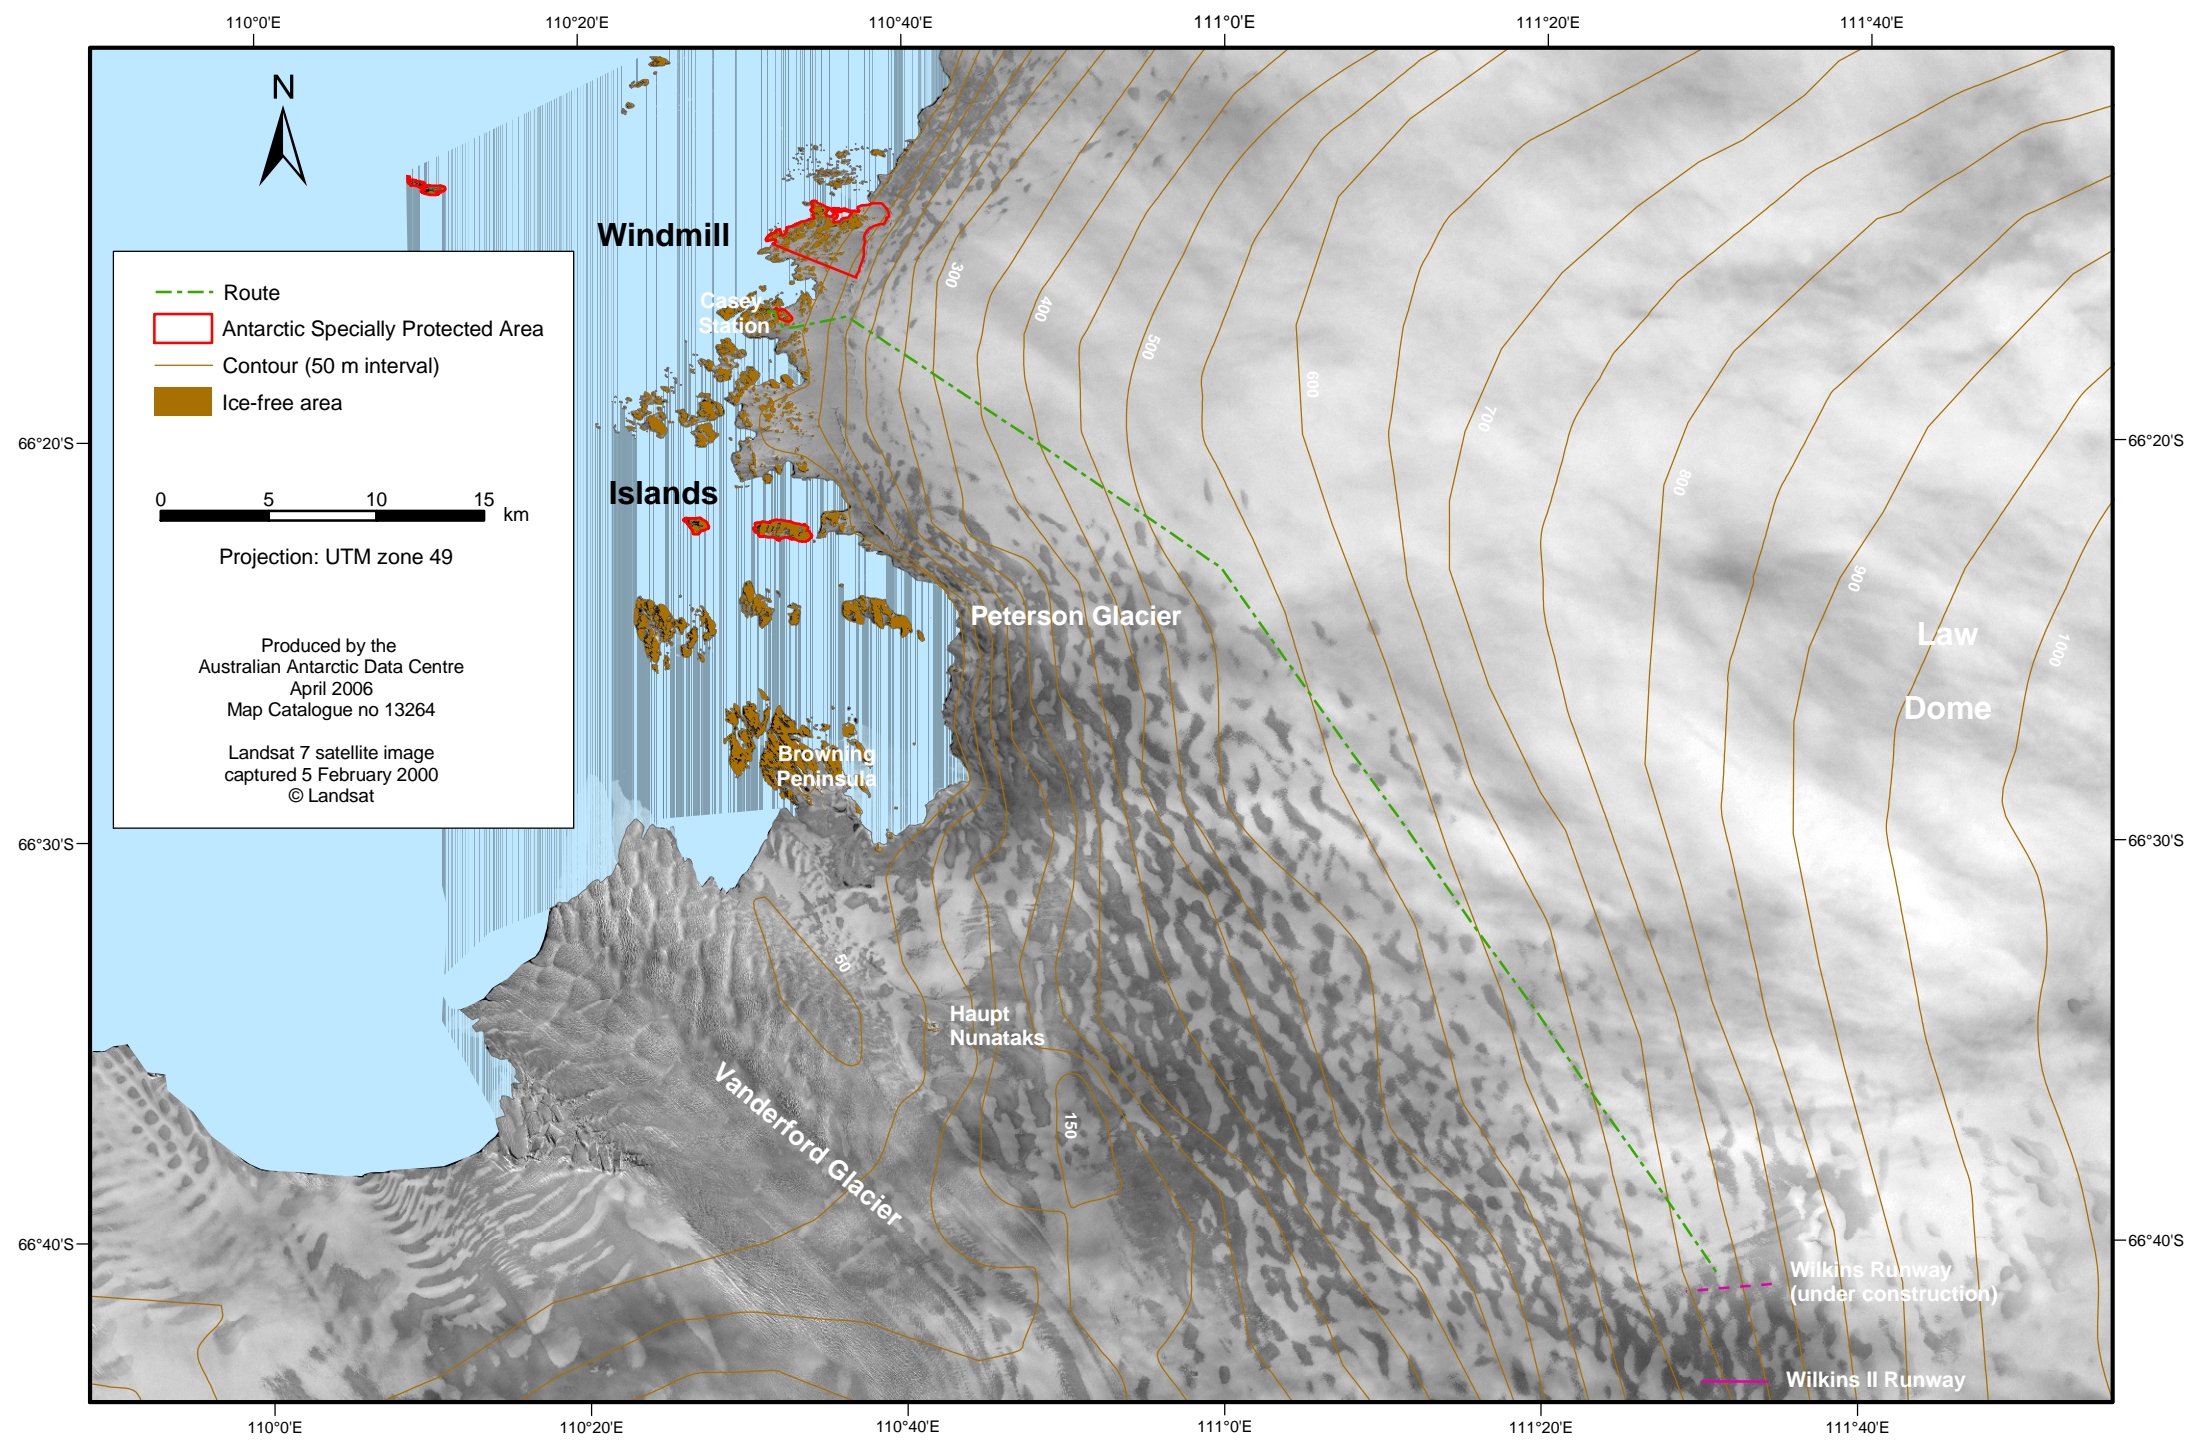 110°0'E
110°20'E
110°40'E
111°0'E
111°20'E
111°40'E
N
Windmill
Casey
Station
Route
Antarctic Specially Protected Area
Contour (50 m interval)
Ice-free area
300
400
500
600
700
800
900
1000
66°20'S
66°20'S
Islands
0 5 10 15 km
Projection: UTM zone 49
Peterson Glacier
Law
Dome
Produced by the
Australian Antarctic Data Centre
April 2006
Map Catalogue no 13264
Landsat 7 satellite image
captured 5 February 2000
© Landsat
Browning
Peninsula
66°30'S
66°30'S
50
Haupt
Nunataks
Vanderford Glacier
150
66°40'S
66°40'S
Wilkins Runway
(under construction)
Wilkins II Runway
110°0'E
110°20'E
110°40'E
111°0'E
111°20'E
111°40'E